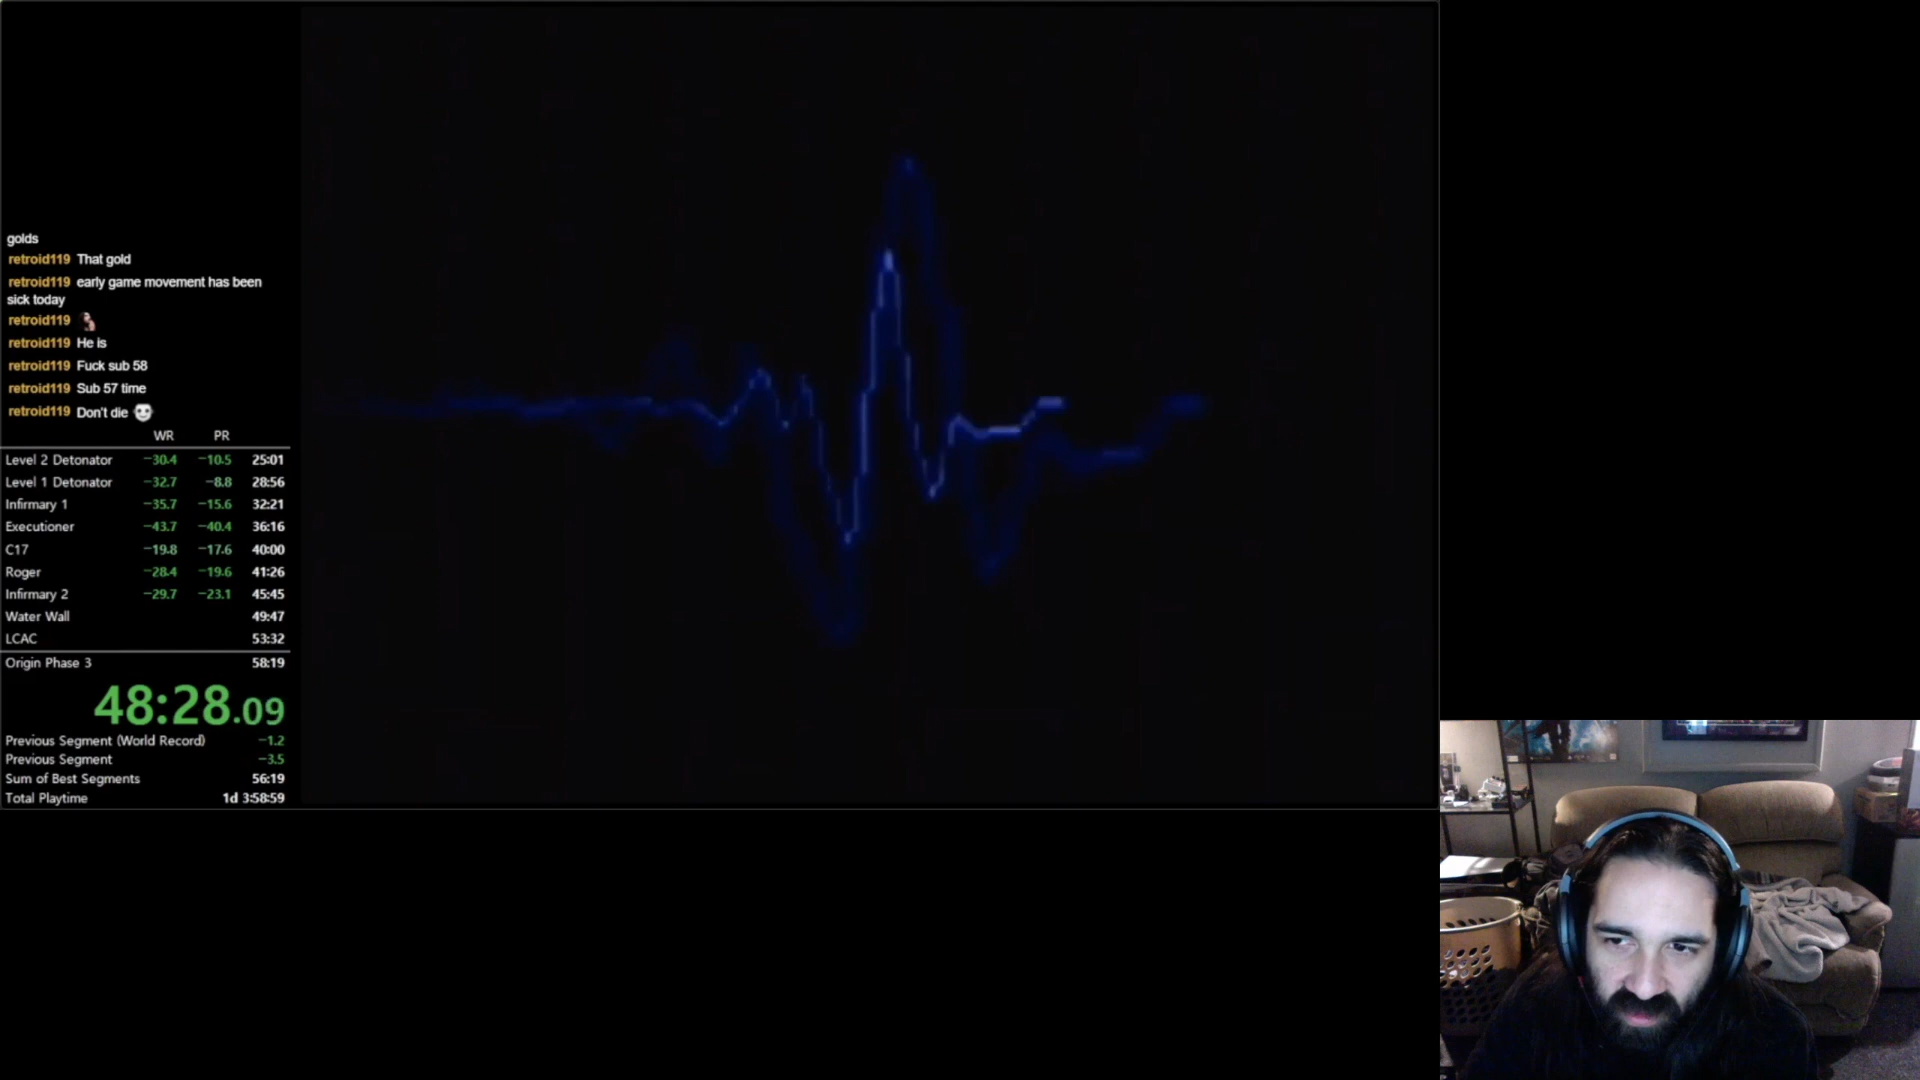 golds
retroid119 That gold
retroid119 early game movement has been
sick today
retroid119
retroid119 He is
retroid119 Fuck sub 58
retroid119 Sub 57 time
retroid119 Don't die
WR PR
Level 2 Detonator −30.4 −10.5 25:01
Level 1 Detonator −32.7 −8.8 28:56
Infirmary 1 −35.7 −15.6 32:21
Executioner −43.7 −40.4 36:16
C17 −19.8 −17.6 40:00
Roger −28.4 −19.6 41:26
Infirmary 2 −29.7 −23.1 45:45
Water Wall 49:47
LCAC 53:32
Origin Phase 3 58:19
48:28.09
Previous Segment (World Record) −1.2
Previous Segment −3.5
Sum of Best Segments 56:19
Total Playtime 1d 3:58:59